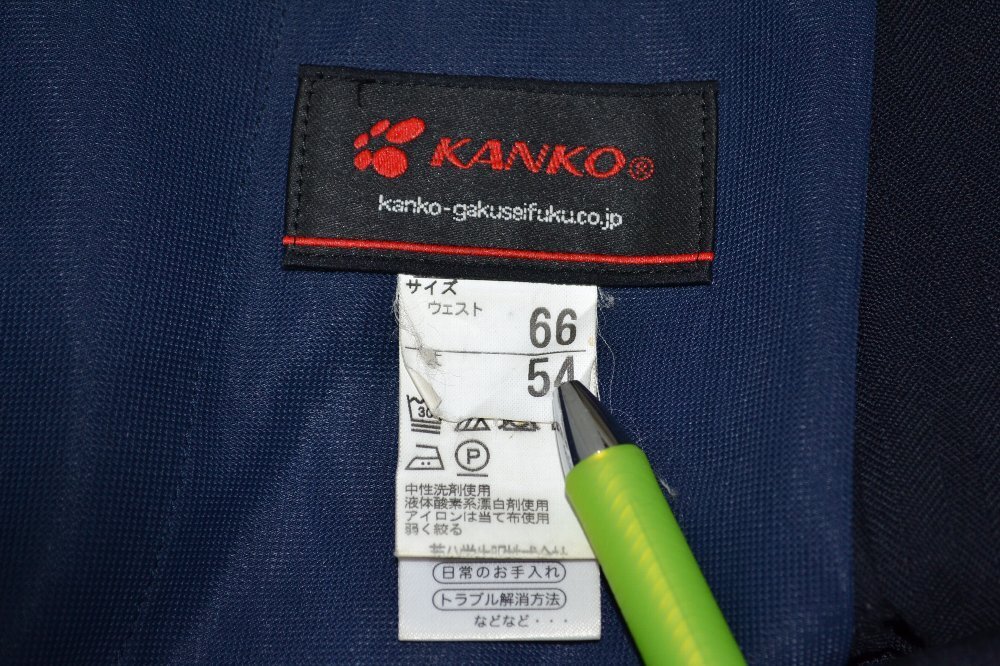 KANKO®
kanko-gakuseifuku.co.jp
サイズ
ウェスト 66
54
30
P
中性洗剤使用
液体酸素系漂白剤使用
アイロンは当て布使用
弱く絞る
日常のお手入れ
トラブル解消方法
などなど・・・